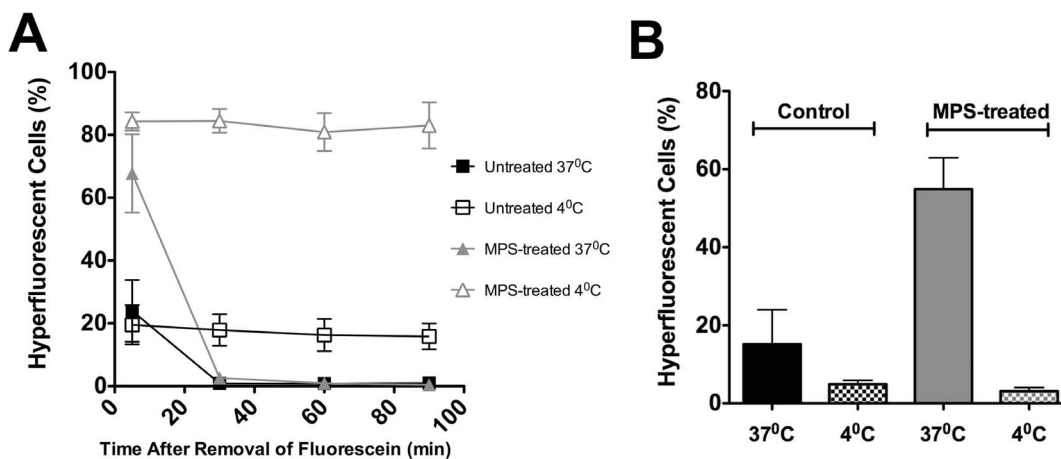 A
Hyperfluorescent Cells (%)
100
80
60
40
20
0
0
20
40
60
80
100
Time After Removal of Fluorescein (min)
Untreated 37⁰C
Untreated 4⁰C
MPS-treated 37⁰C
MPS-treated 4⁰C
B
Hyperfluorescent Cells (%)
80
60
40
20
0
Control
MPS-treated
37⁰C
4⁰C
37⁰C
4⁰C